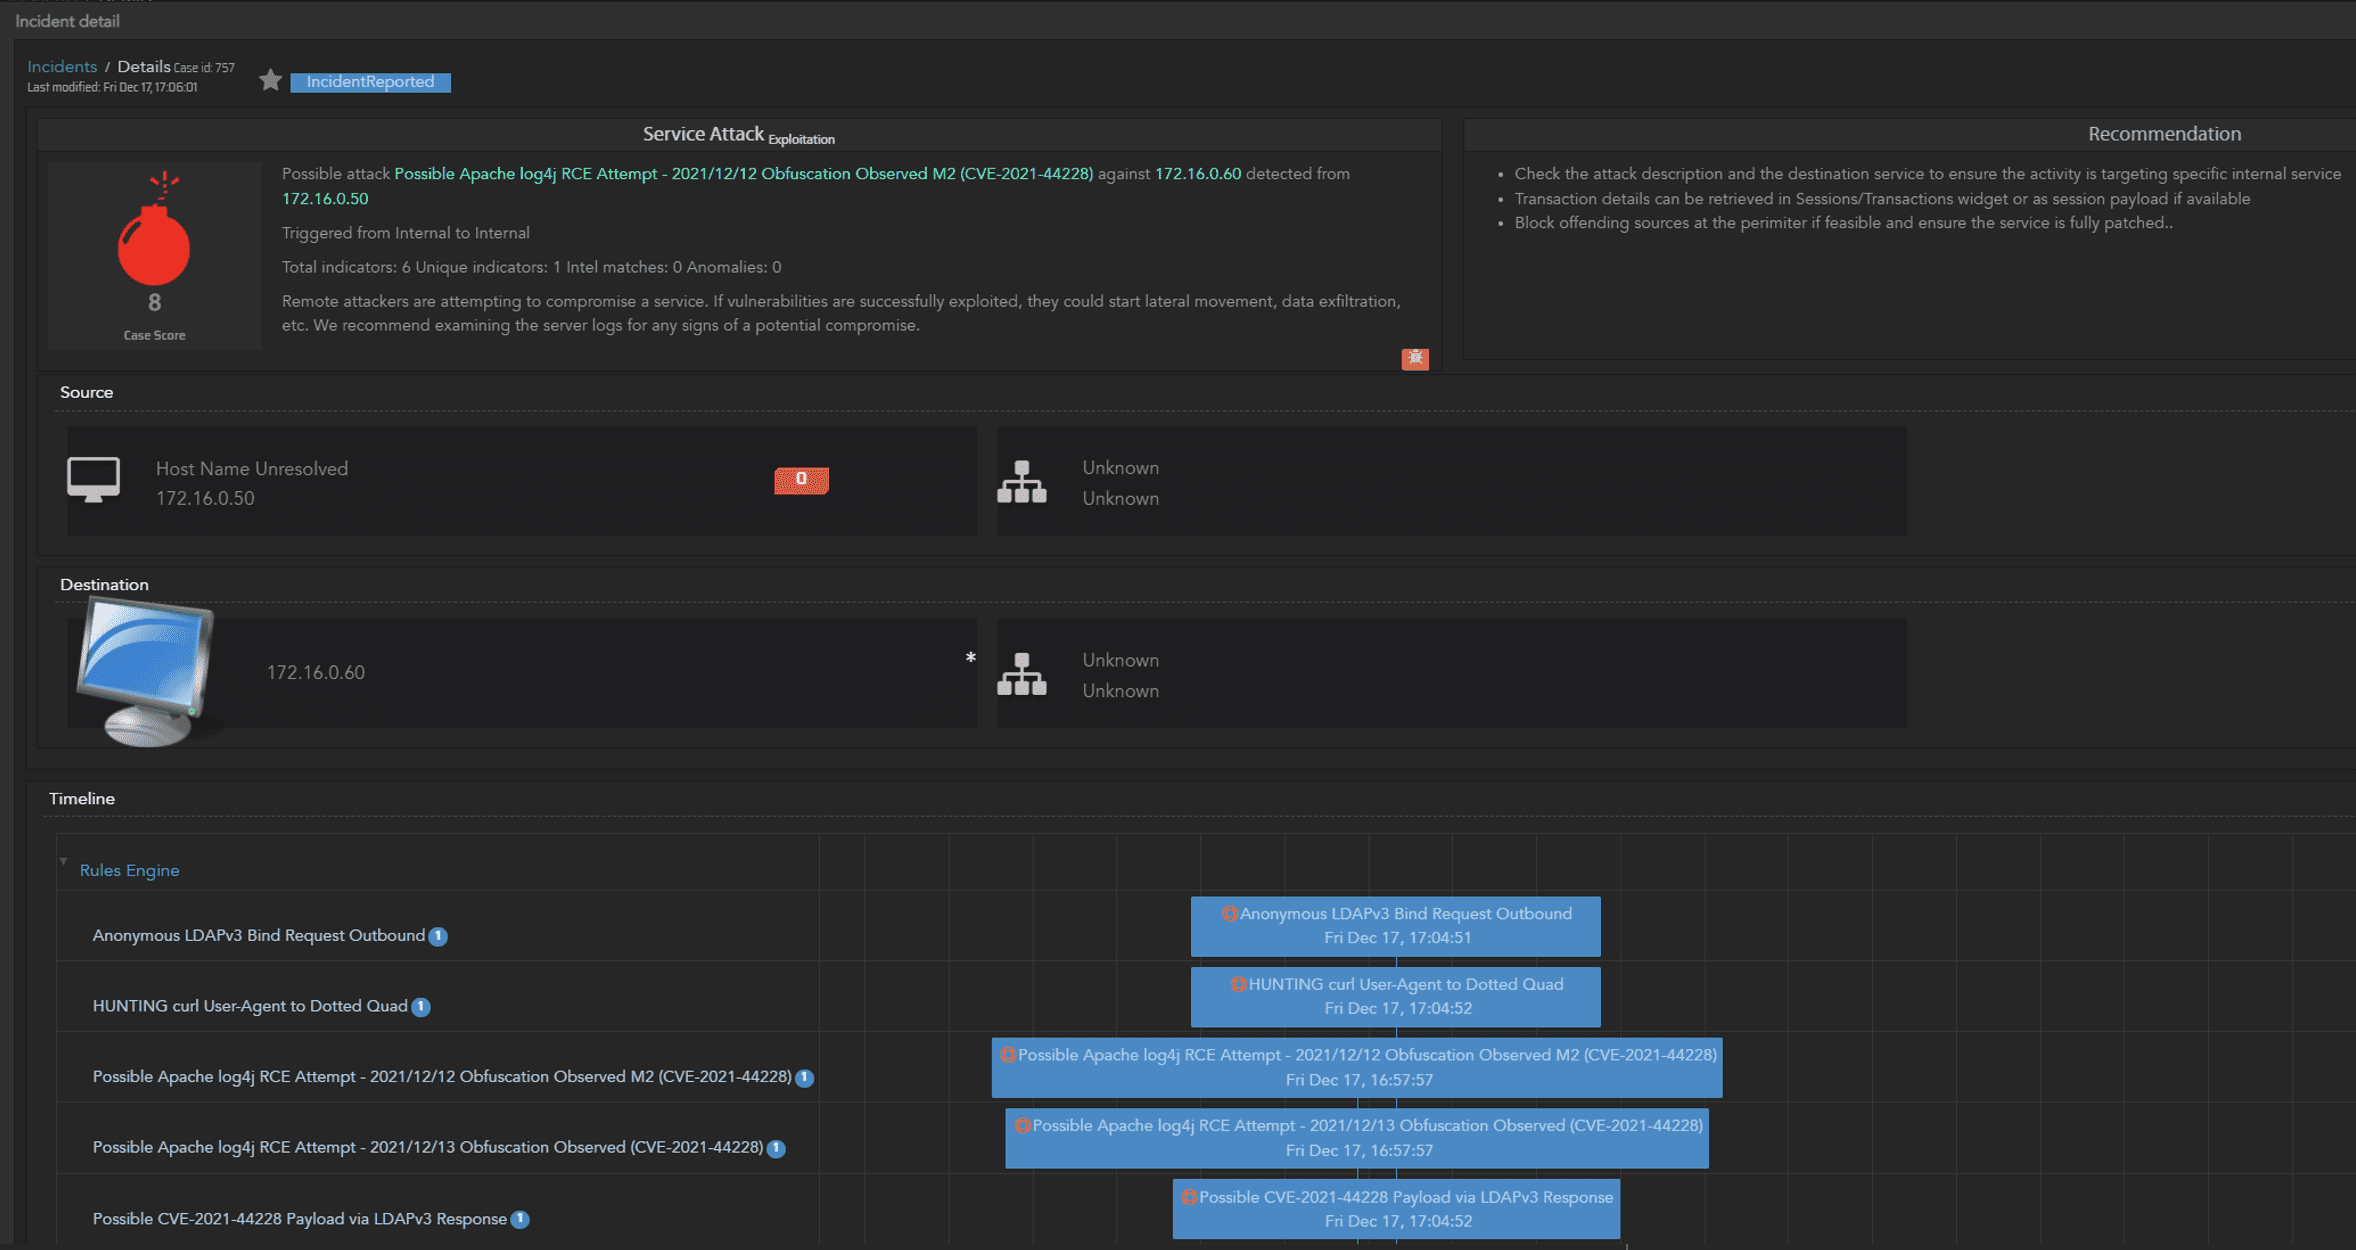 Incident detail
Incidents / Details Case id: 757
Last modified: Fri Dec 17, 17:06:01
IncidentReported
Service Attack Exploitation
8
Case Score
Possible attack Possible Apache log4j RCE Attempt - 2021/12/12 Obfuscation Observed M2 (CVE-2021-44228) against 172.16.0.60 detected from
172.16.0.50
Triggered from Internal to Internal
Total indicators: 6 Unique indicators: 1 Intel matches: 0 Anomalies: 0
Remote attackers are attempting to compromise a service. If vulnerabilities are successfully exploited, they could start lateral movement, data exfiltration,
etc. We recommend examining the server logs for any signs of a potential compromise.
Recommendation
• Check the attack description and the destination service to ensure the activity is targeting specific internal service
• Transaction details can be retrieved in Sessions/Transactions widget or as session payload if available
• Block offending sources at the perimiter if feasible and ensure the service is fully patched..
Source
Host Name Unresolved
172.16.0.50
0
Unknown
Unknown
Destination
172.16.0.60
*
Unknown
Unknown
Timeline
Rules Engine
Anonymous LDAPv3 Bind Request Outbound 1
Anonymous LDAPv3 Bind Request Outbound
Fri Dec 17, 17:04:51
HUNTING curl User-Agent to Dotted Quad 1
HUNTING curl User-Agent to Dotted Quad
Fri Dec 17, 17:04:52
Possible Apache log4j RCE Attempt - 2021/12/12 Obfuscation Observed M2 (CVE-2021-44228) 1
Possible Apache log4j RCE Attempt - 2021/12/12 Obfuscation Observed M2 (CVE-2021-44228)
Fri Dec 17, 16:57:57
Possible Apache log4j RCE Attempt - 2021/12/13 Obfuscation Observed (CVE-2021-44228) 1
Possible Apache log4j RCE Attempt - 2021/12/13 Obfuscation Observed (CVE-2021-44228)
Fri Dec 17, 16:57:57
Possible CVE-2021-44228 Payload via LDAPv3 Response 1
Possible CVE-2021-44228 Payload via LDAPv3 Response
Fri Dec 17, 17:04:52